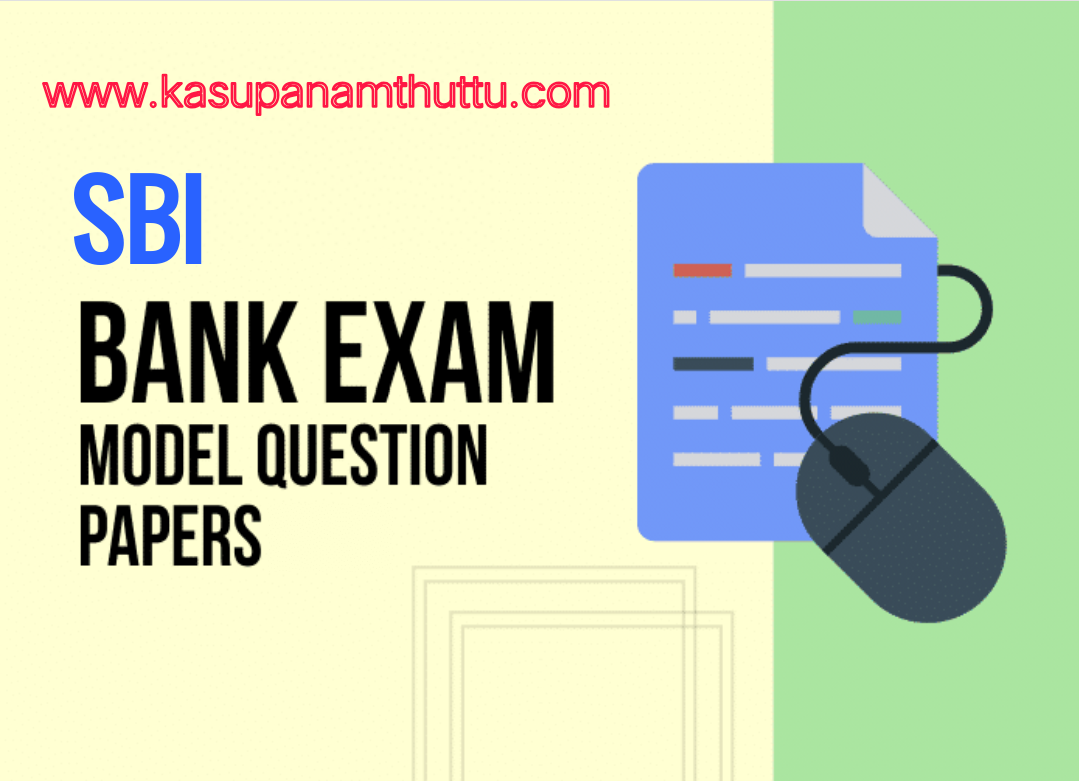 www.kasupanamthuttu.com
SBI
BANK EXAM
MODEL QUESTION
PAPERS